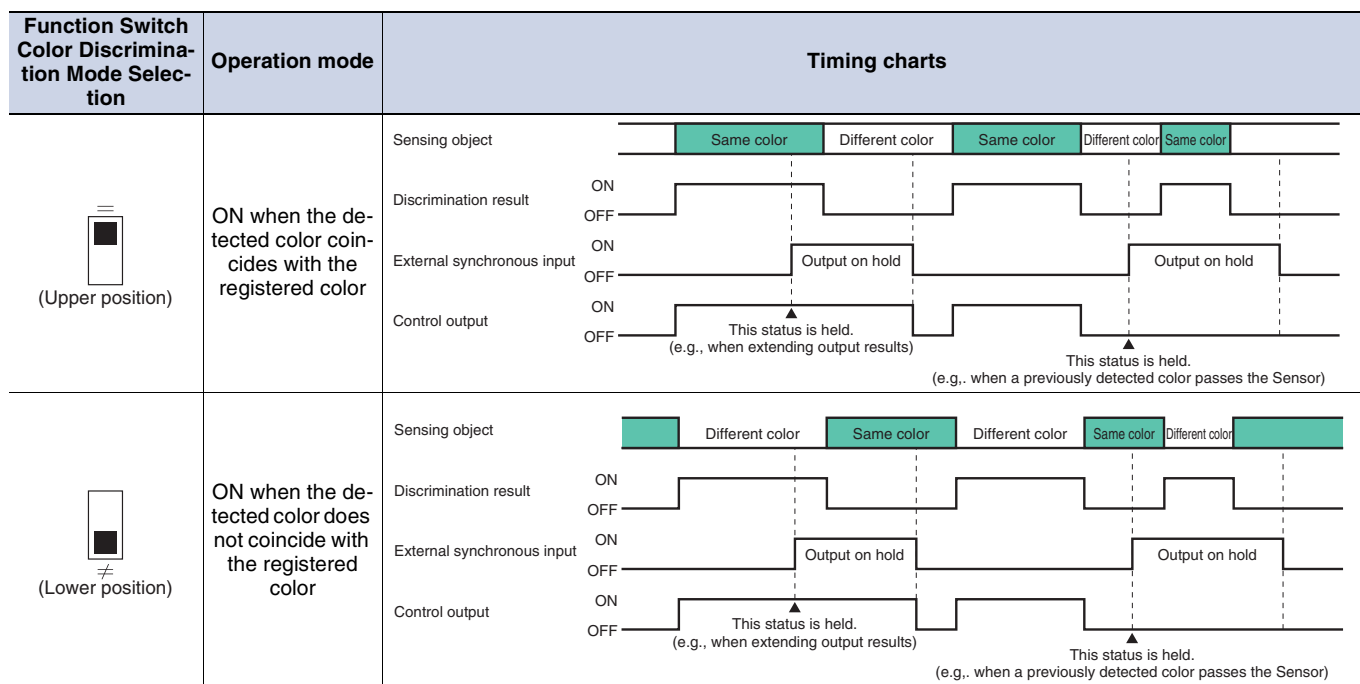 Function Switch
Color Discrimina-
tion Mode Selec-
tion
Operation mode
Timing charts
=
(Upper position)
ON when the de-
tected color coin-
cides with the
registered color
Sensing object
Same color
Different color
Same color
Different color
Same color
Discrimination result
ON
OFF
External synchronous input
ON
OFF
Output on hold
Output on hold
Control output
ON
OFF
This status is held.
(e.g., when extending output results)
This status is held.
(e.g,. when a previously detected color passes the Sensor)
≠
(Lower position)
ON when the de-
tected color does
not coincide with
the registered
color
Sensing object
Different color
Same color
Different color
Same color
Different color
Discrimination result
ON
OFF
External synchronous input
ON
OFF
Output on hold
Output on hold
Control output
ON
OFF
This status is held.
(e.g., when extending output results)
This status is held.
(e.g,. when a previously detected color passes the Sensor)